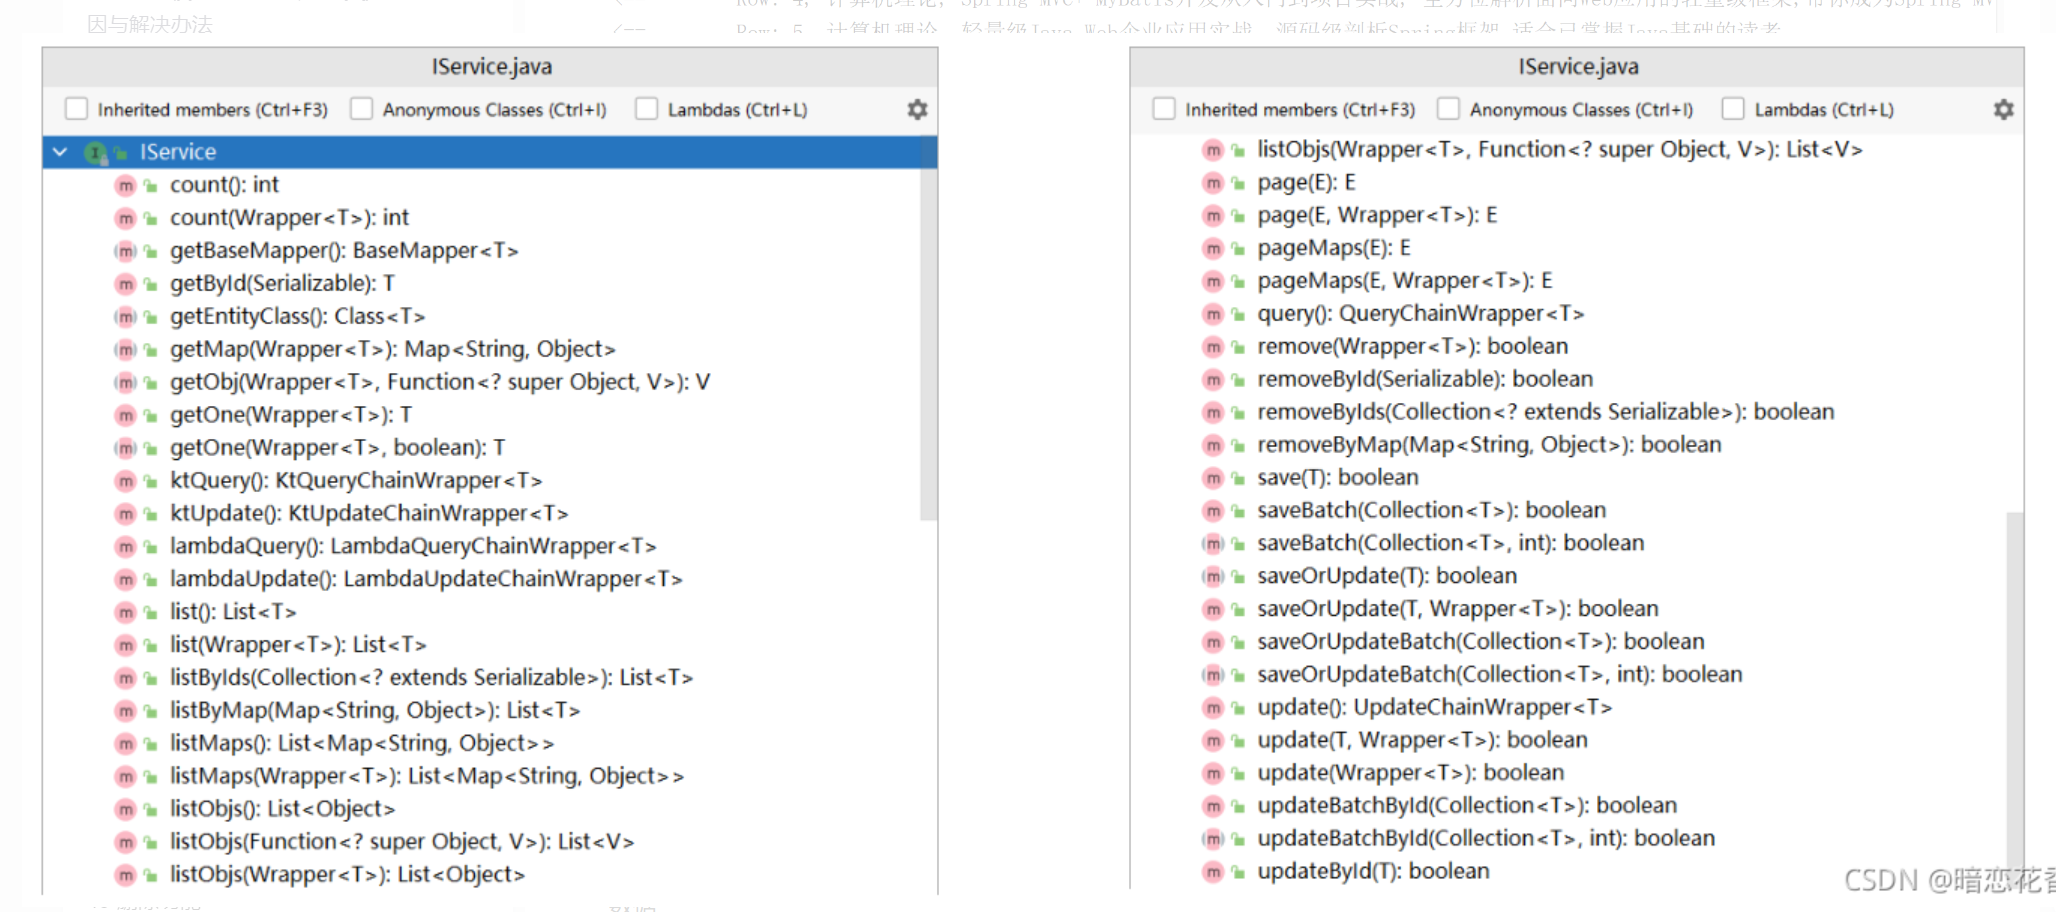 因与解决办法
IService.java
Inherited members (Ctrl+F3) Anonymous Classes (Ctrl+I) Lambdas (Ctrl+L)
IService
count(): int
count(Wrapper<T>): int
getBaseMapper(): BaseMapper<T>
getById(Serializable): T
getEntityClass(): Class<T>
getMap(Wrapper<T>): Map<String, Object>
getObj(Wrapper<T>, Function<? super Object, V>): V
getOne(Wrapper<T>): T
getOne(Wrapper<T>, boolean): T
ktQuery(): KtQueryChainWrapper<T>
ktUpdate(): KtUpdateChainWrapper<T>
lambdaQuery(): LambdaQueryChainWrapper<T>
lambdaUpdate(): LambdaUpdateChainWrapper<T>
list(): List<T>
list(Wrapper<T>): List<T>
listByIds(Collection<? extends Serializable>): List<T>
listByMap(Map<String, Object>): List<T>
listMaps(): List<Map<String, Object>>
listMaps(Wrapper<T>): List<Map<String, Object>>
listObjs(): List<Object>
listObjs(Function<? super Object, V>): List<V>
listObjs(Wrapper<T>): List<Object>
IService.java
Inherited members (Ctrl+F3) Anonymous Classes (Ctrl+I) Lambdas (Ctrl+L)
listObjs(Wrapper<T>, Function<? super Object, V>): List<V>
page(E): E
page(E, Wrapper<T>): E
pageMaps(E): E
pageMaps(E, Wrapper<T>): E
query(): QueryChainWrapper<T>
remove(Wrapper<T>): boolean
removeById(Serializable): boolean
removeByIds(Collection<? extends Serializable>): boolean
removeByMap(Map<String, Object>): boolean
save(T): boolean
saveBatch(Collection<T>): boolean
saveBatch(Collection<T>, int): boolean
saveOrUpdate(T): boolean
saveOrUpdate(T, Wrapper<T>): boolean
saveOrUpdateBatch(Collection<T>): boolean
saveOrUpdateBatch(Collection<T>, int): boolean
update(): UpdateChainWrapper<T>
update(T, Wrapper<T>): boolean
update(Wrapper<T>): boolean
updateBatchById(Collection<T>): boolean
updateBatchById(Collection<T>, int): boolean
updateById(T): boolean
CSDN @暗恋花香